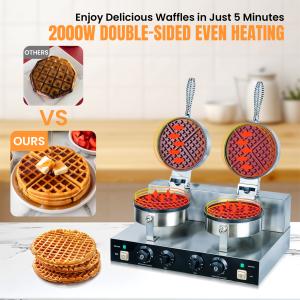 Enjoy Delicious Waffles in Just 5 Minutes
2000W DOUBLE-SIDED EVEN HEATING
OTHERS
VS
OURS